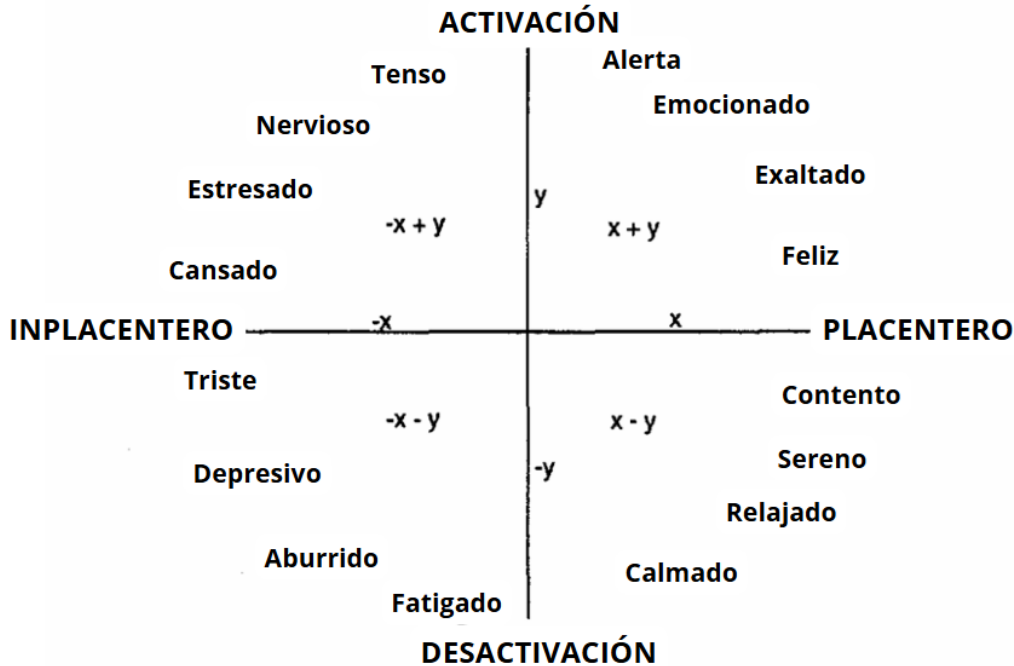 ACTIVACIÓN
Tenso
Alerta
Emocionado
Nervioso
Exaltado
Estresado
y
-x + y
x + y
Feliz
Cansado
INPLACENTERO
-x
x
PLACENTERO
Triste
Contento
-x - y
x - y
Sereno
Depresivo
-y
Relajado
Aburrido
Calmado
Fatigado
DESACTIVACIÓN